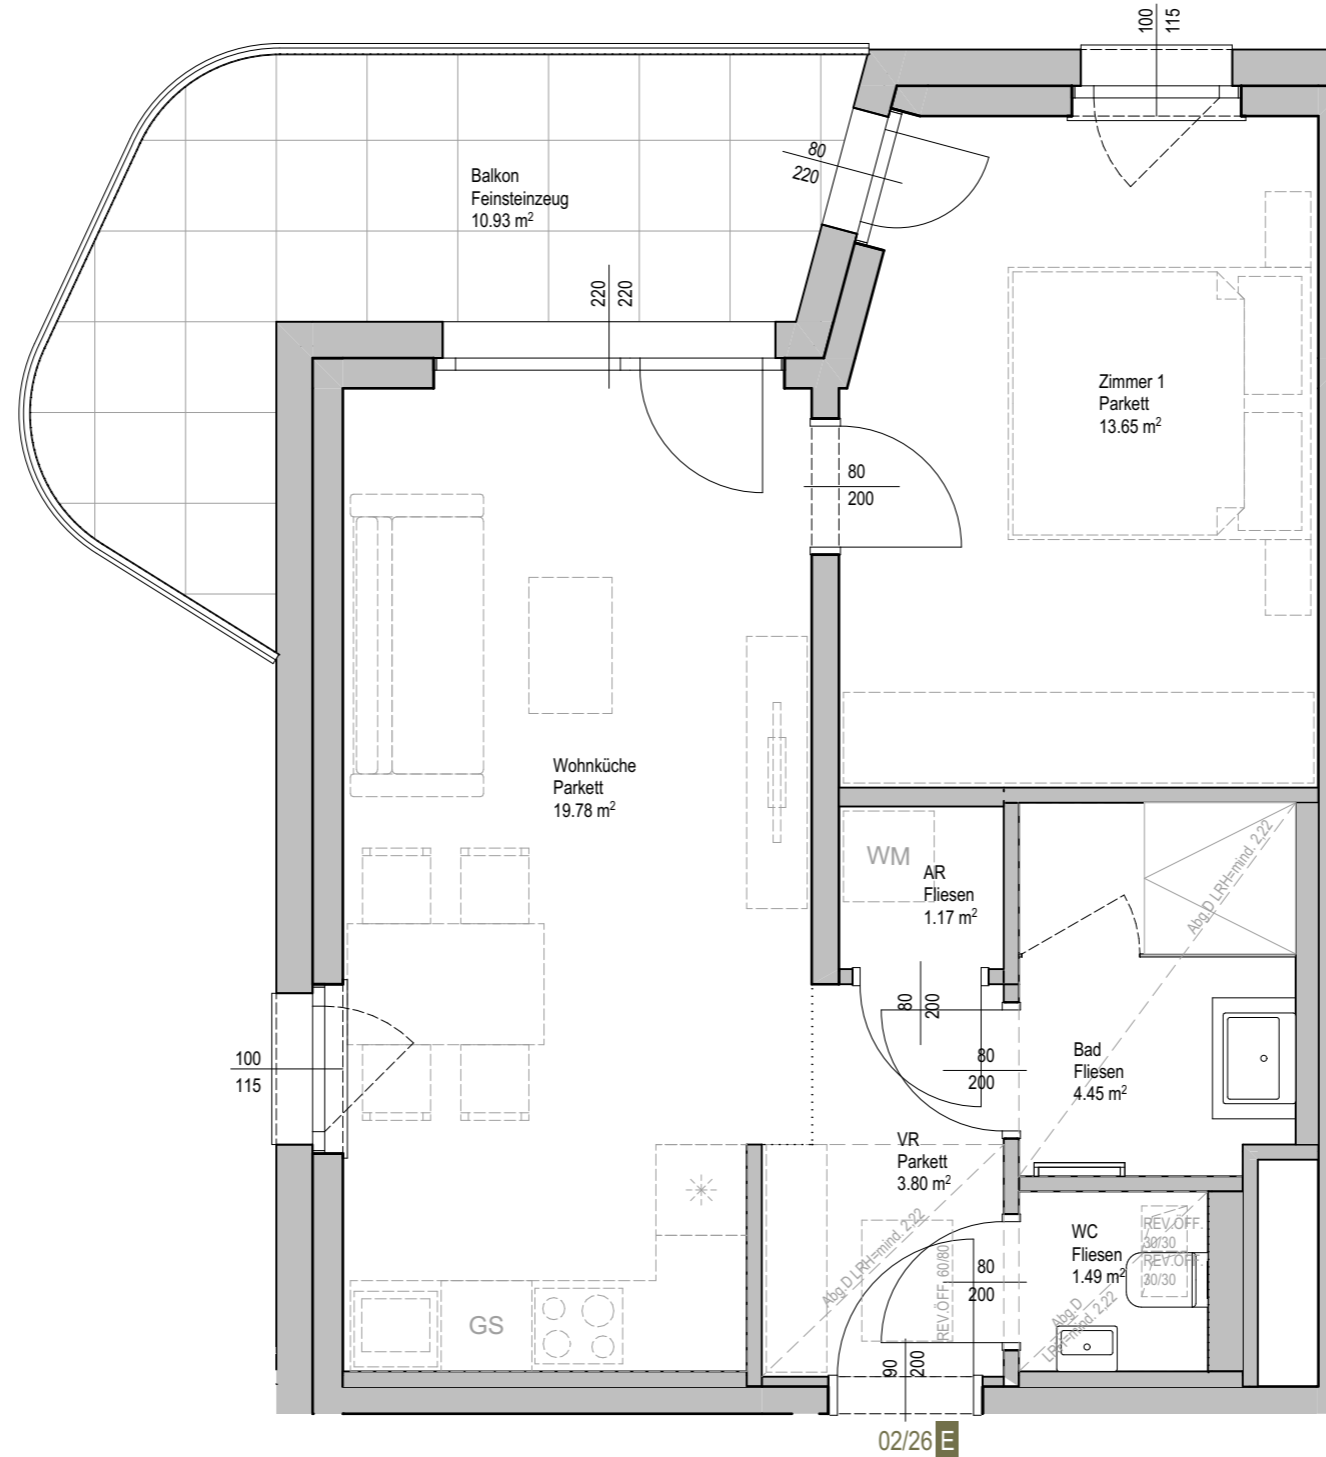 100
115
Balkon
Feinsteinzeug
10.93 m²
80
220
220
220
Zimmer 1
Parkett
13.65 m²
80
200
Wohnküche
Parkett
19.78 m²
WM
AR
Fliesen
1.17 m²
Abg.D LRH=mind. 2,22
80
200
100
115
80
200
Bad
Fliesen
4.45 m²
VR
Parkett
3.80 m²
Abg.D LRH=mind. 2,22
REV.ÖFF. 60/80
WC
Fliesen
1.49 m²
REV.ÖFF.
30/30
REV.ÖFF.
30/30
80
200
Abg.D
LRH=mind. 2,22
GS
90
200
02/26 E